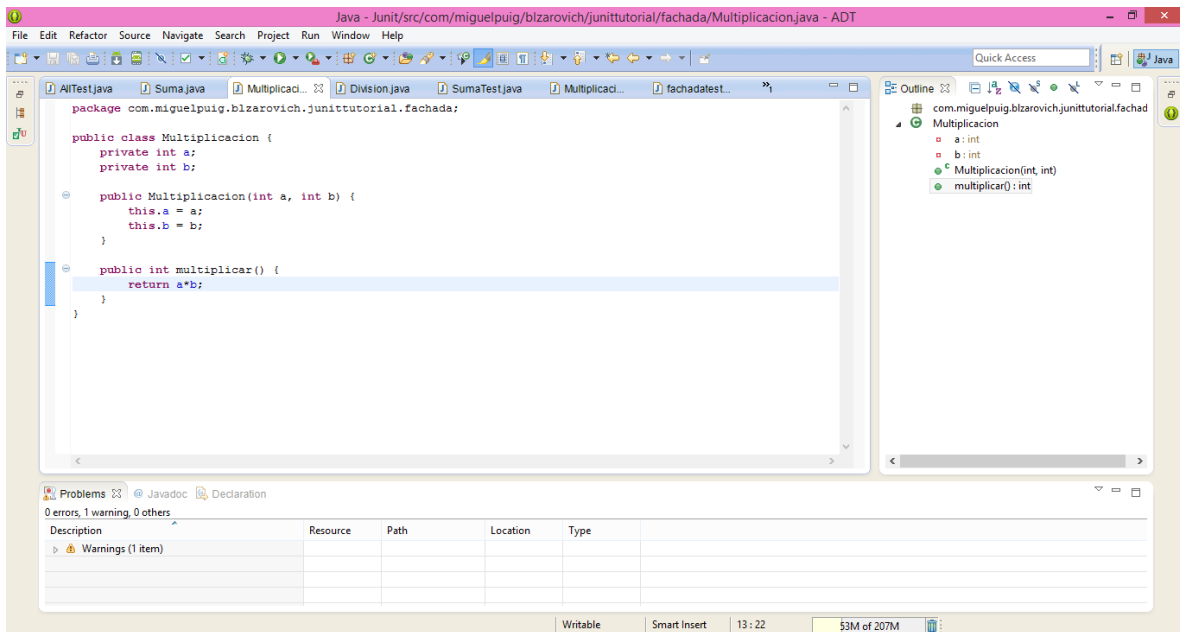 Java - Junit/src/com/miguelpuig/blzarovich/junittutorial/fachada/Multiplicacion.java - ADT
File Edit Refactor Source Navigate Search Project Run Window Help
Quick Access
Java
AllTest.java Suma.java Multiplicaci... Division.java SumaTest.java Multiplicaci... fachadatest... »1
package com.miguelpuig.blzarovich.junittutorial.fachada;
public class Multiplicacion {
private int a;
private int b;
public Multiplicacion(int a, int b) {
this.a = a;
this.b = b;
}
public int multiplicar() {
return a*b;
}
}
Outline
com.miguelpuig.blzarovich.junittutorial.fachad
Multiplicacion
a : int
b : int
Multiplicacion(int, int)
multiplicar() : int
Problems @ Javadoc Declaration
0 errors, 1 warning, 0 others
Description Resource Path Location Type
Warnings (1 item)
Writable Smart Insert 13 : 22 53M of 207M